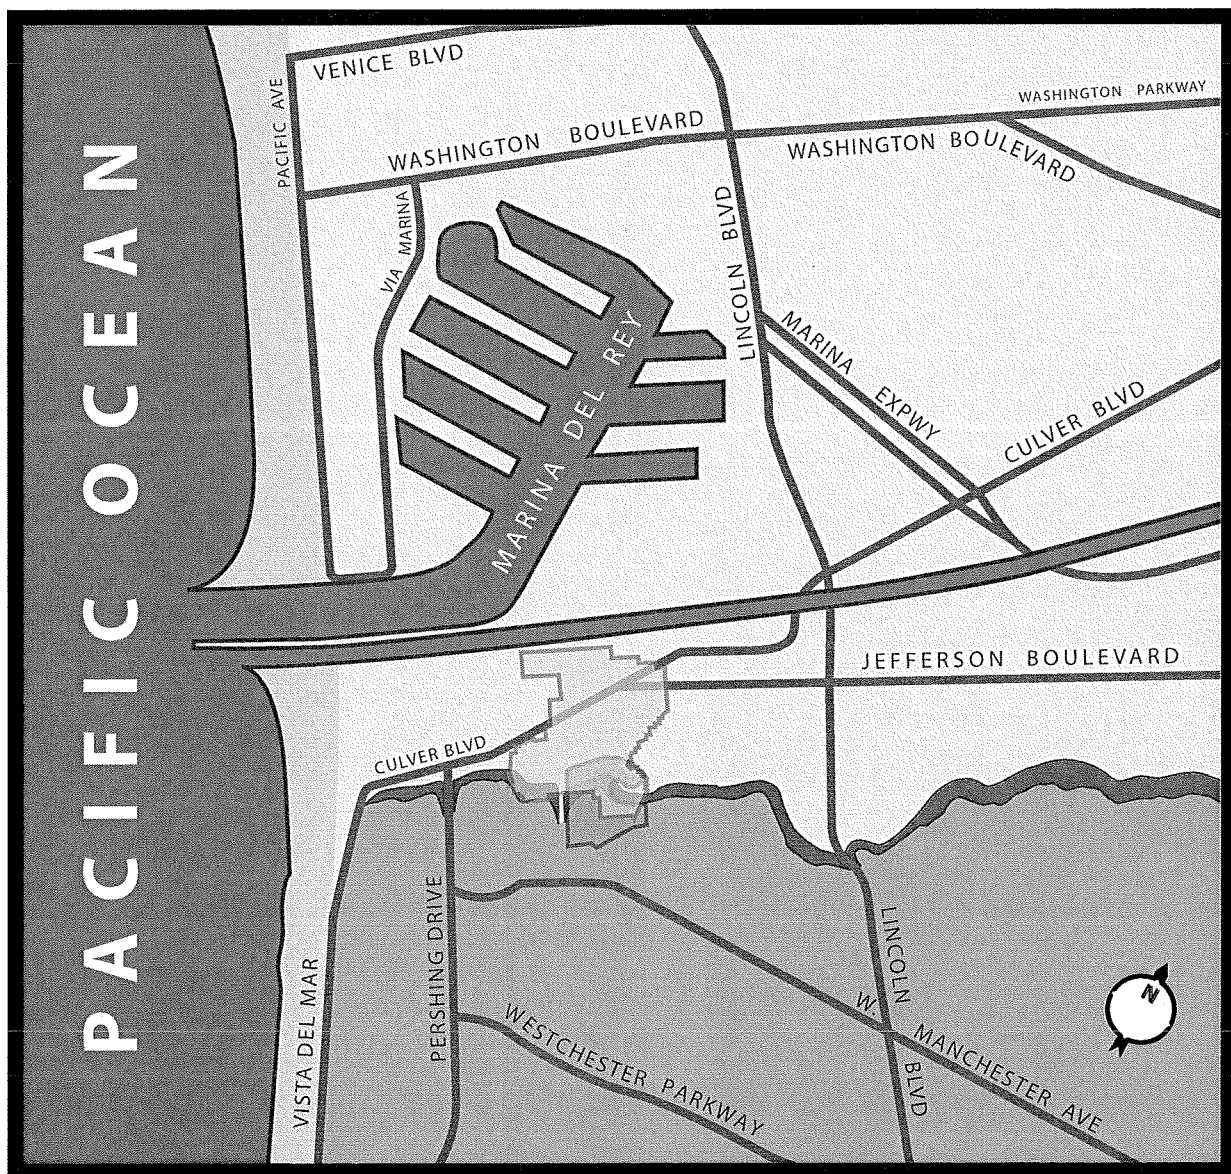 VENICE BLVD
PACIFIC AVE
WASHINGTON BOULEVARD
WASHINGTON PARKWAY
WASHINGTON BOULEVARD
VIA MARINA
LINCOLN BLVD
MARINA DEL REY
MARINA EXPWY
CULVER BLVD
PACIFIC OCEAN
JEFFERSON BOULEVARD
CULVER BLVD
PERSHING DRIVE
VISTA DEL MAR
WESTCHESTER PARKWAY
LINCOLN BLVD
W. MANCHESTER AVE
N